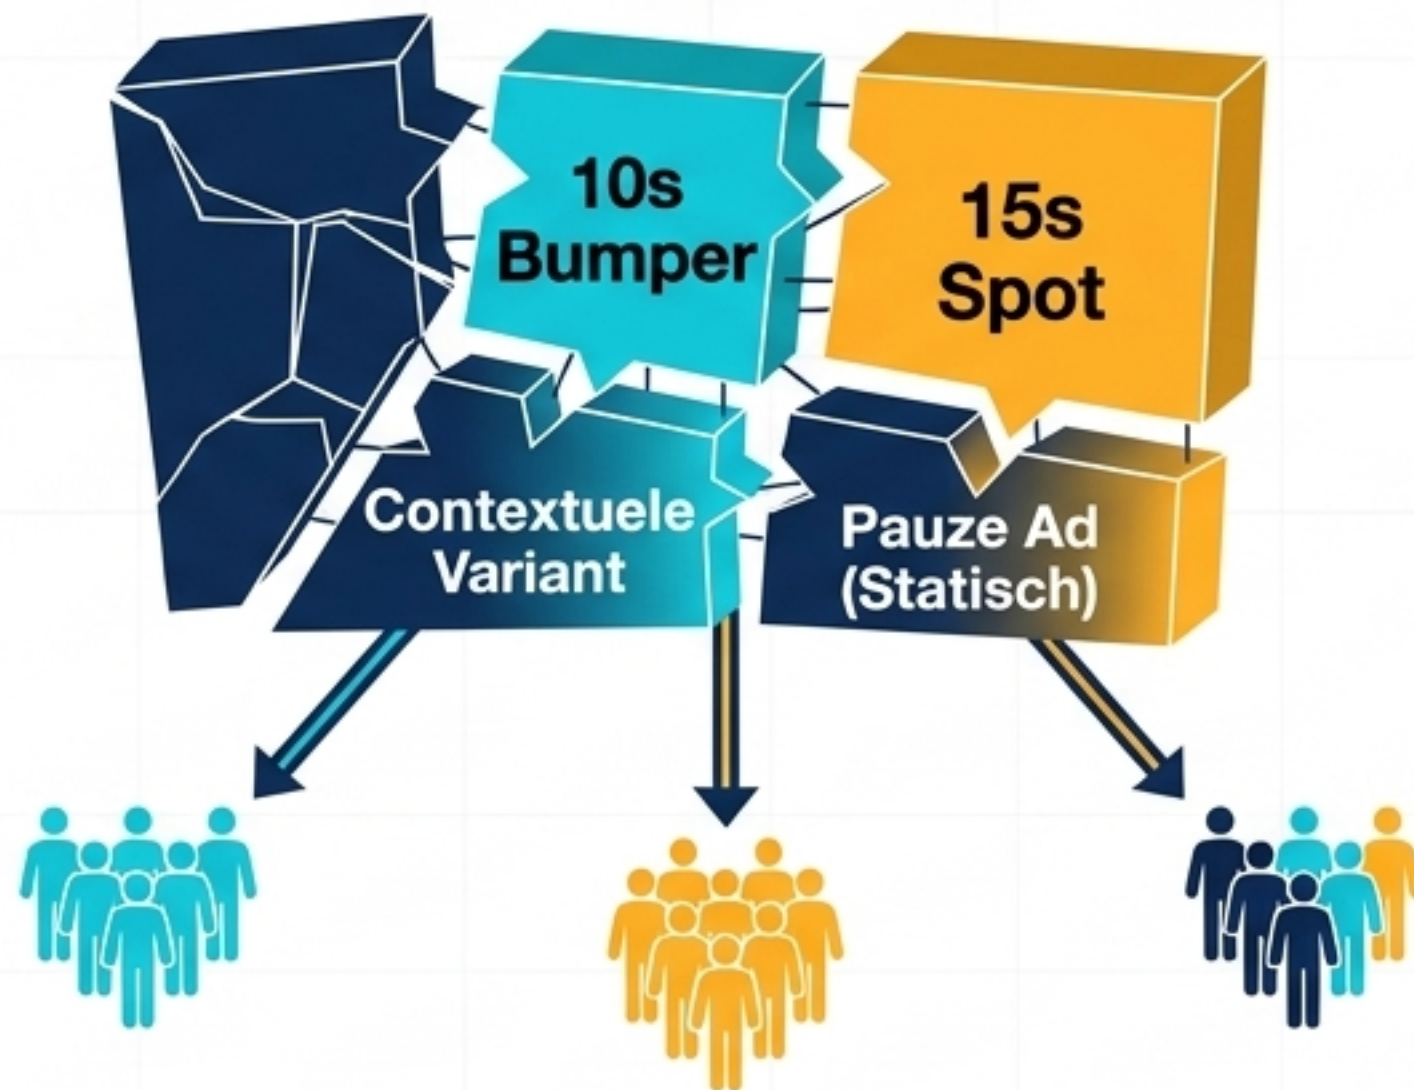 10s
Bumper
15s
Spot
Contextuele
Variant
Pauze Ad
(Statisch)